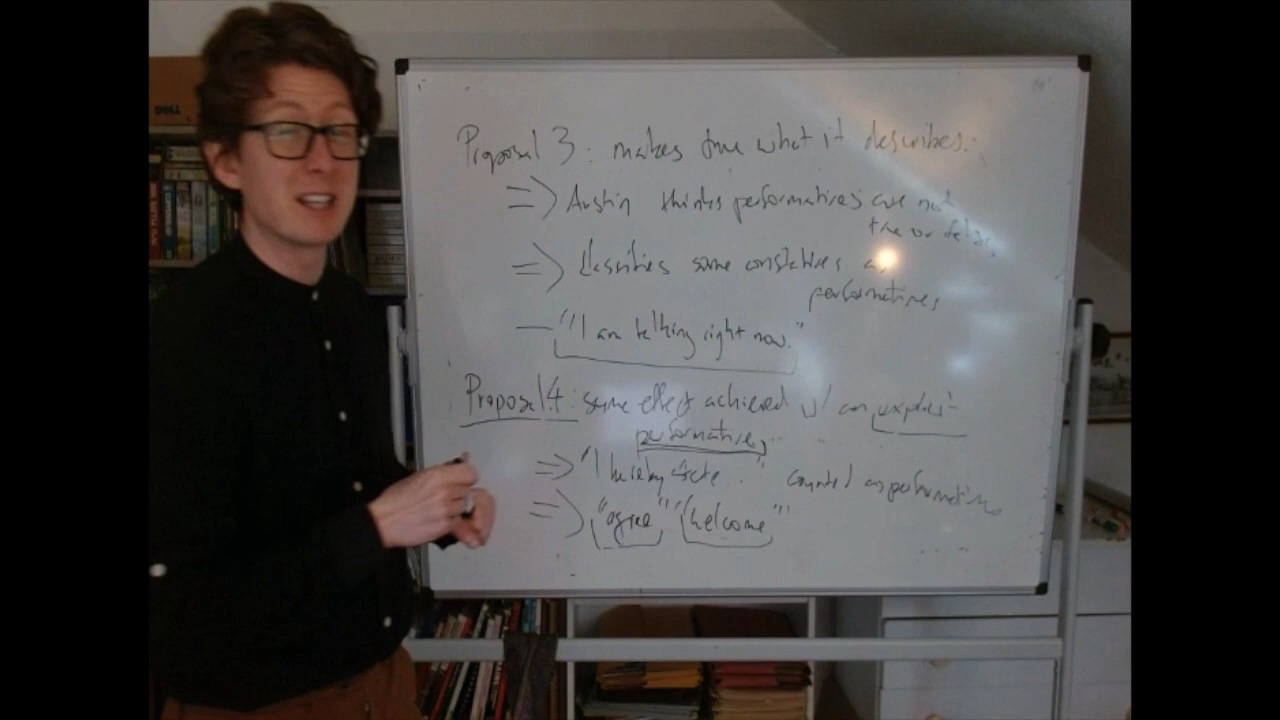 DELL
Proposal 3: makes true what it describes.
=> Austin thinks performatives are not
true or false.
=> classifies some constatives as
performatives
— "I am talking right now."
Proposal 4: same effect achieved w/ an explicit
performative,
=> "I hereby state..." counted as performative
=> "agree" "welcome"